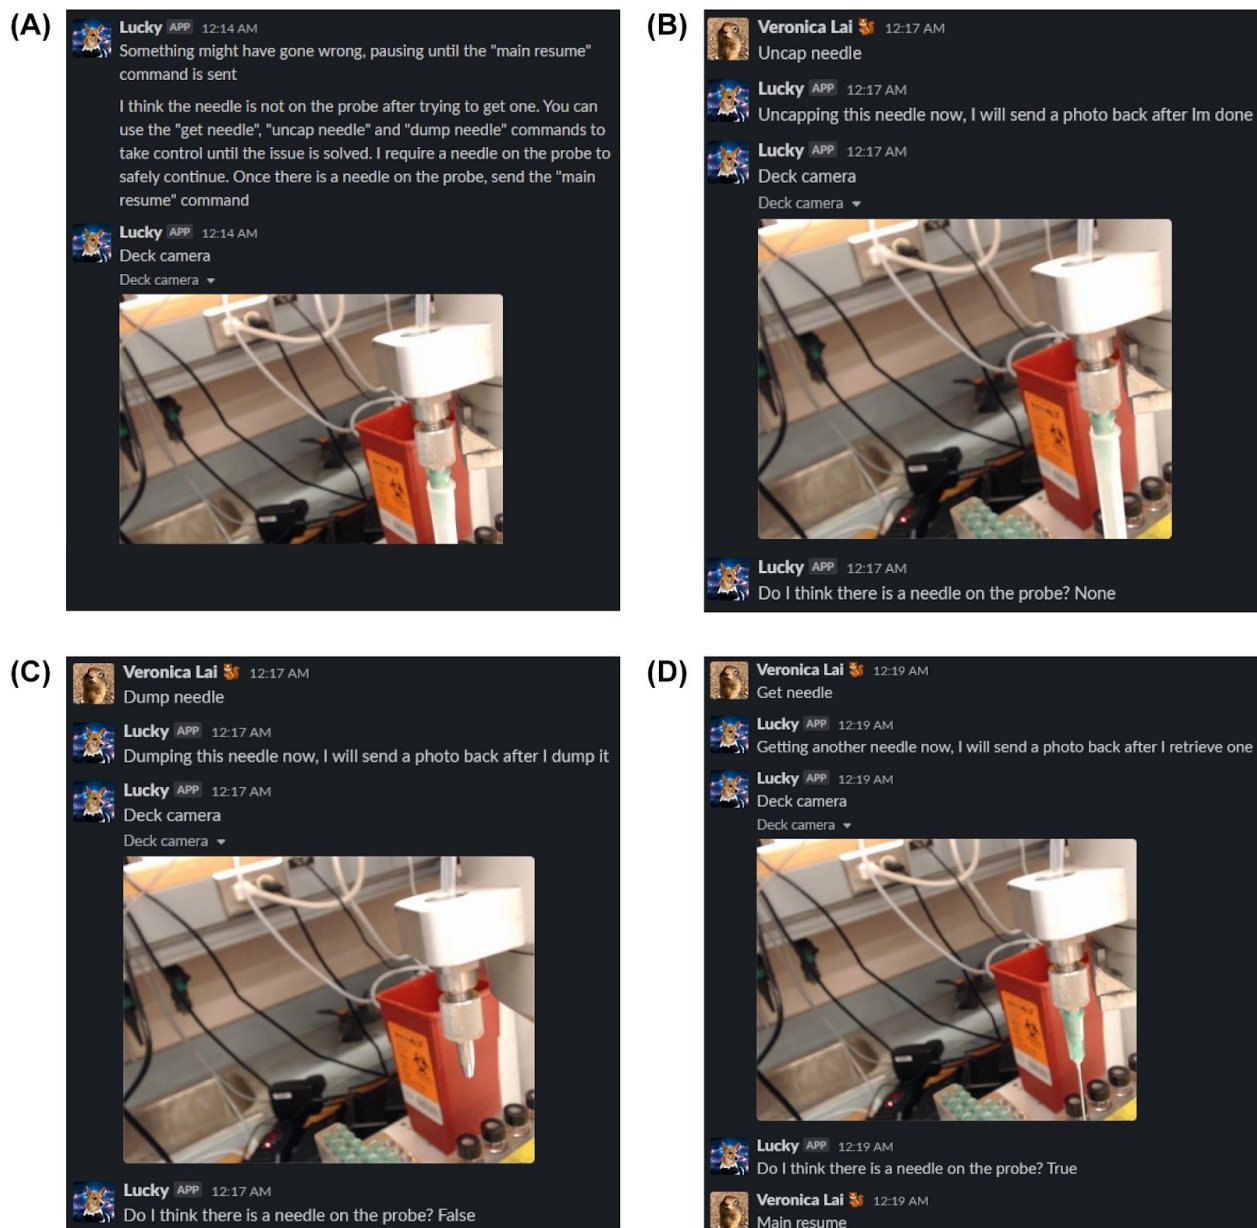 (A)
Lucky APP 12:14 AM
Something might have gone wrong, pausing until the "main resume"
command is sent
I think the needle is not on the probe after trying to get one. You can
use the "get needle", "uncap needle" and "dump needle" commands to
take control until the issue is solved. I require a needle on the probe to
safely continue. Once there is a needle on the probe, send the "main
resume" command
Lucky APP 12:14 AM
Deck camera
Deck camera
(B)
Veronica Lai 12:17 AM
Uncap needle
Lucky APP 12:17 AM
Uncapping this needle now, I will send a photo back after Im done
Lucky APP 12:17 AM
Deck camera
Deck camera
Lucky APP 12:17 AM
Do I think there is a needle on the probe? None
(C)
Veronica Lai 12:17 AM
Dump needle
Lucky APP 12:17 AM
Dumping this needle now, I will send a photo back after I dump it
Lucky APP 12:17 AM
Deck camera
Deck camera
Lucky APP 12:17 AM
Do I think there is a needle on the probe? False
(D)
Veronica Lai 12:19 AM
Get needle
Lucky APP 12:19 AM
Getting another needle now, I will send a photo back after I retrieve one
Lucky APP 12:19 AM
Deck camera
Deck camera
Lucky APP 12:19 AM
Do I think there is a needle on the probe? True
Veronica Lai 12:19 AM
Main resume